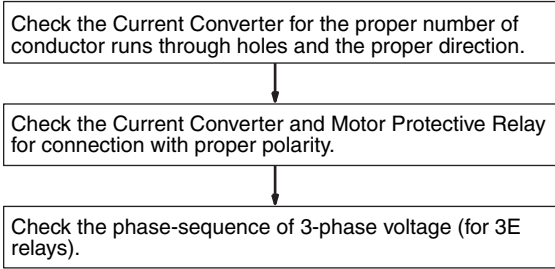 Check the Current Converter for the proper number of
conductor runs through holes and the proper direction.
Check the Current Converter and Motor Protective Relay
for connection with proper polarity.
Check the phase-sequence of 3-phase voltage (for 3E
relays).